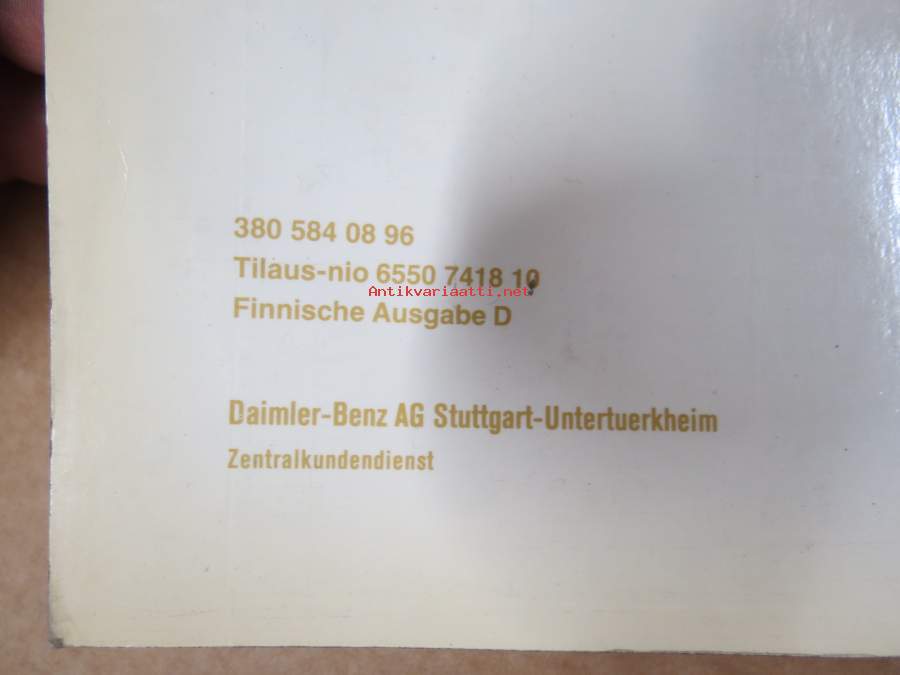 380 584 08 96
Tilaus-nio 6550 7418 10
Antikvariaatti.net
Finnische Ausgabe D
Daimler-Benz AG Stuttgart-Untertuerkheim
Zentralkundendienst